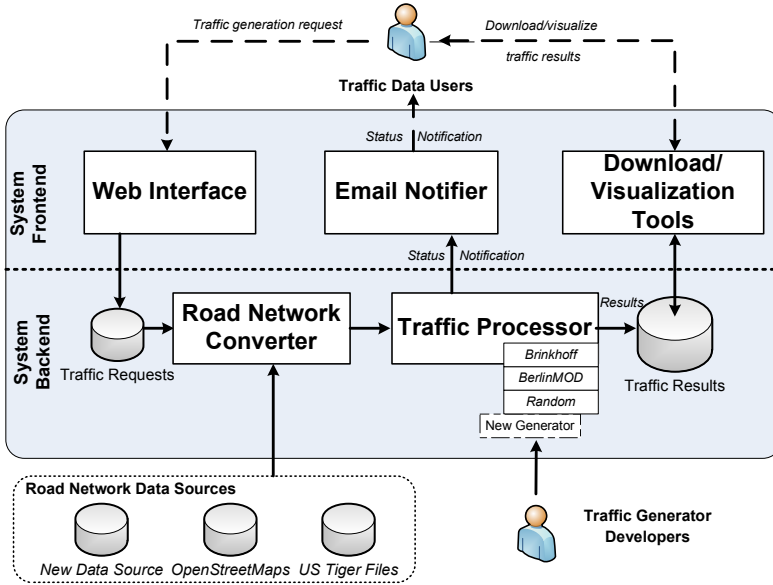 Traffic generation request
Download/visualize
traffic results
Traffic Data Users
System
Frontend
Status
Notification
Web Interface
Email Notifier
Download/
Visualization
Tools
Status
Notification
System
Backend
Road Network
Converter
Traffic Processor
Results
Traffic Requests
Traffic Results
Brinkhoff
BerlinMOD
Random
New Generator
Road Network Data Sources
New Data Source
OpenStreetMaps
US Tiger Files
Traffic Generator
Developers